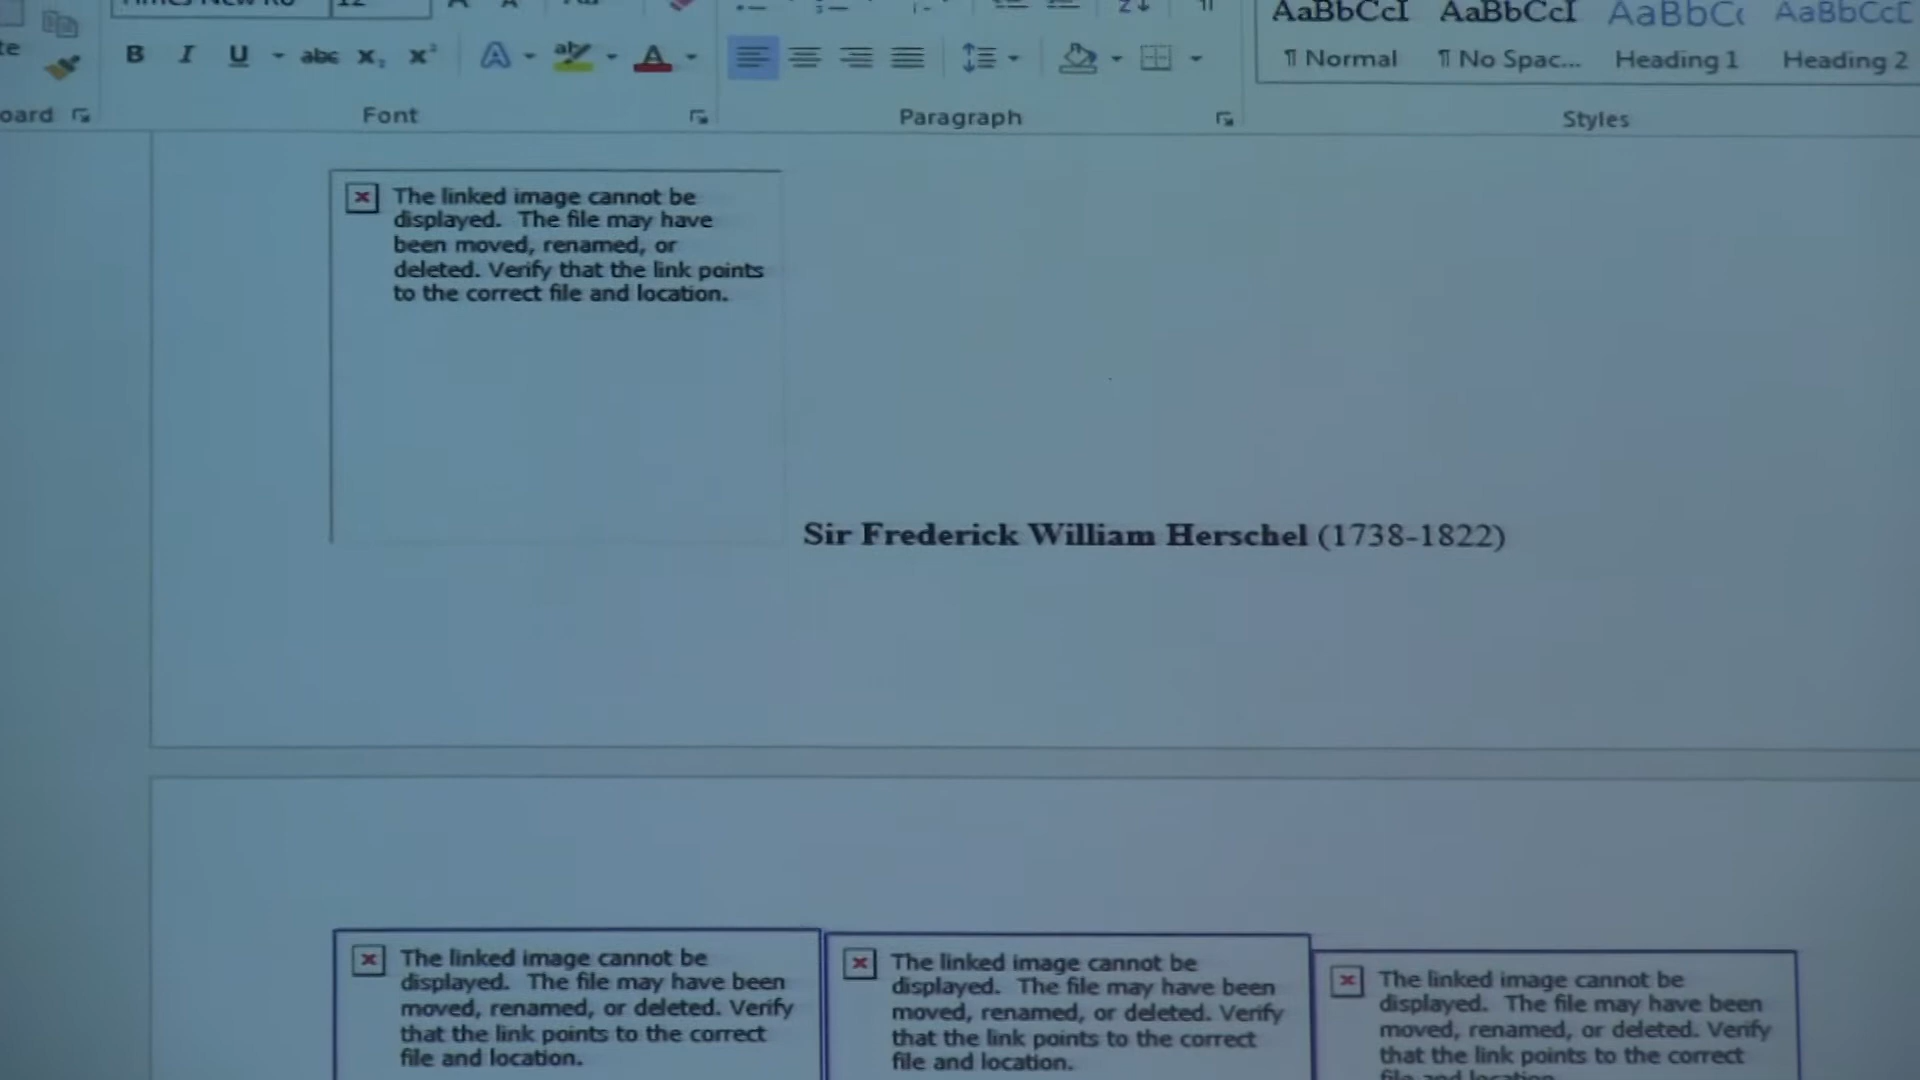 B I U abc X₂ X² A ab A
AaBbCcI AaBbCcI AaBbC AaBbCc
¶ Normal ¶ No Spac... Heading 1 Heading 2
oard Font Paragraph Styles
The linked image cannot be
displayed. The file may have
been moved, renamed, or
deleted. Verify that the link points
to the correct file and location.
Sir Frederick William Herschel (1738-1822)
The linked image cannot be
displayed. The file may have been
moved, renamed, or deleted. Verify
that the link points to the correct
file and location.
The linked image cannot be
displayed. The file may have been
moved, renamed, or deleted. Verify
that the link points to the correct
file and location.
The linked image cannot be
displayed. The file may have been
moved, renamed, or deleted. Verify
that the link points to the correct
file and location.